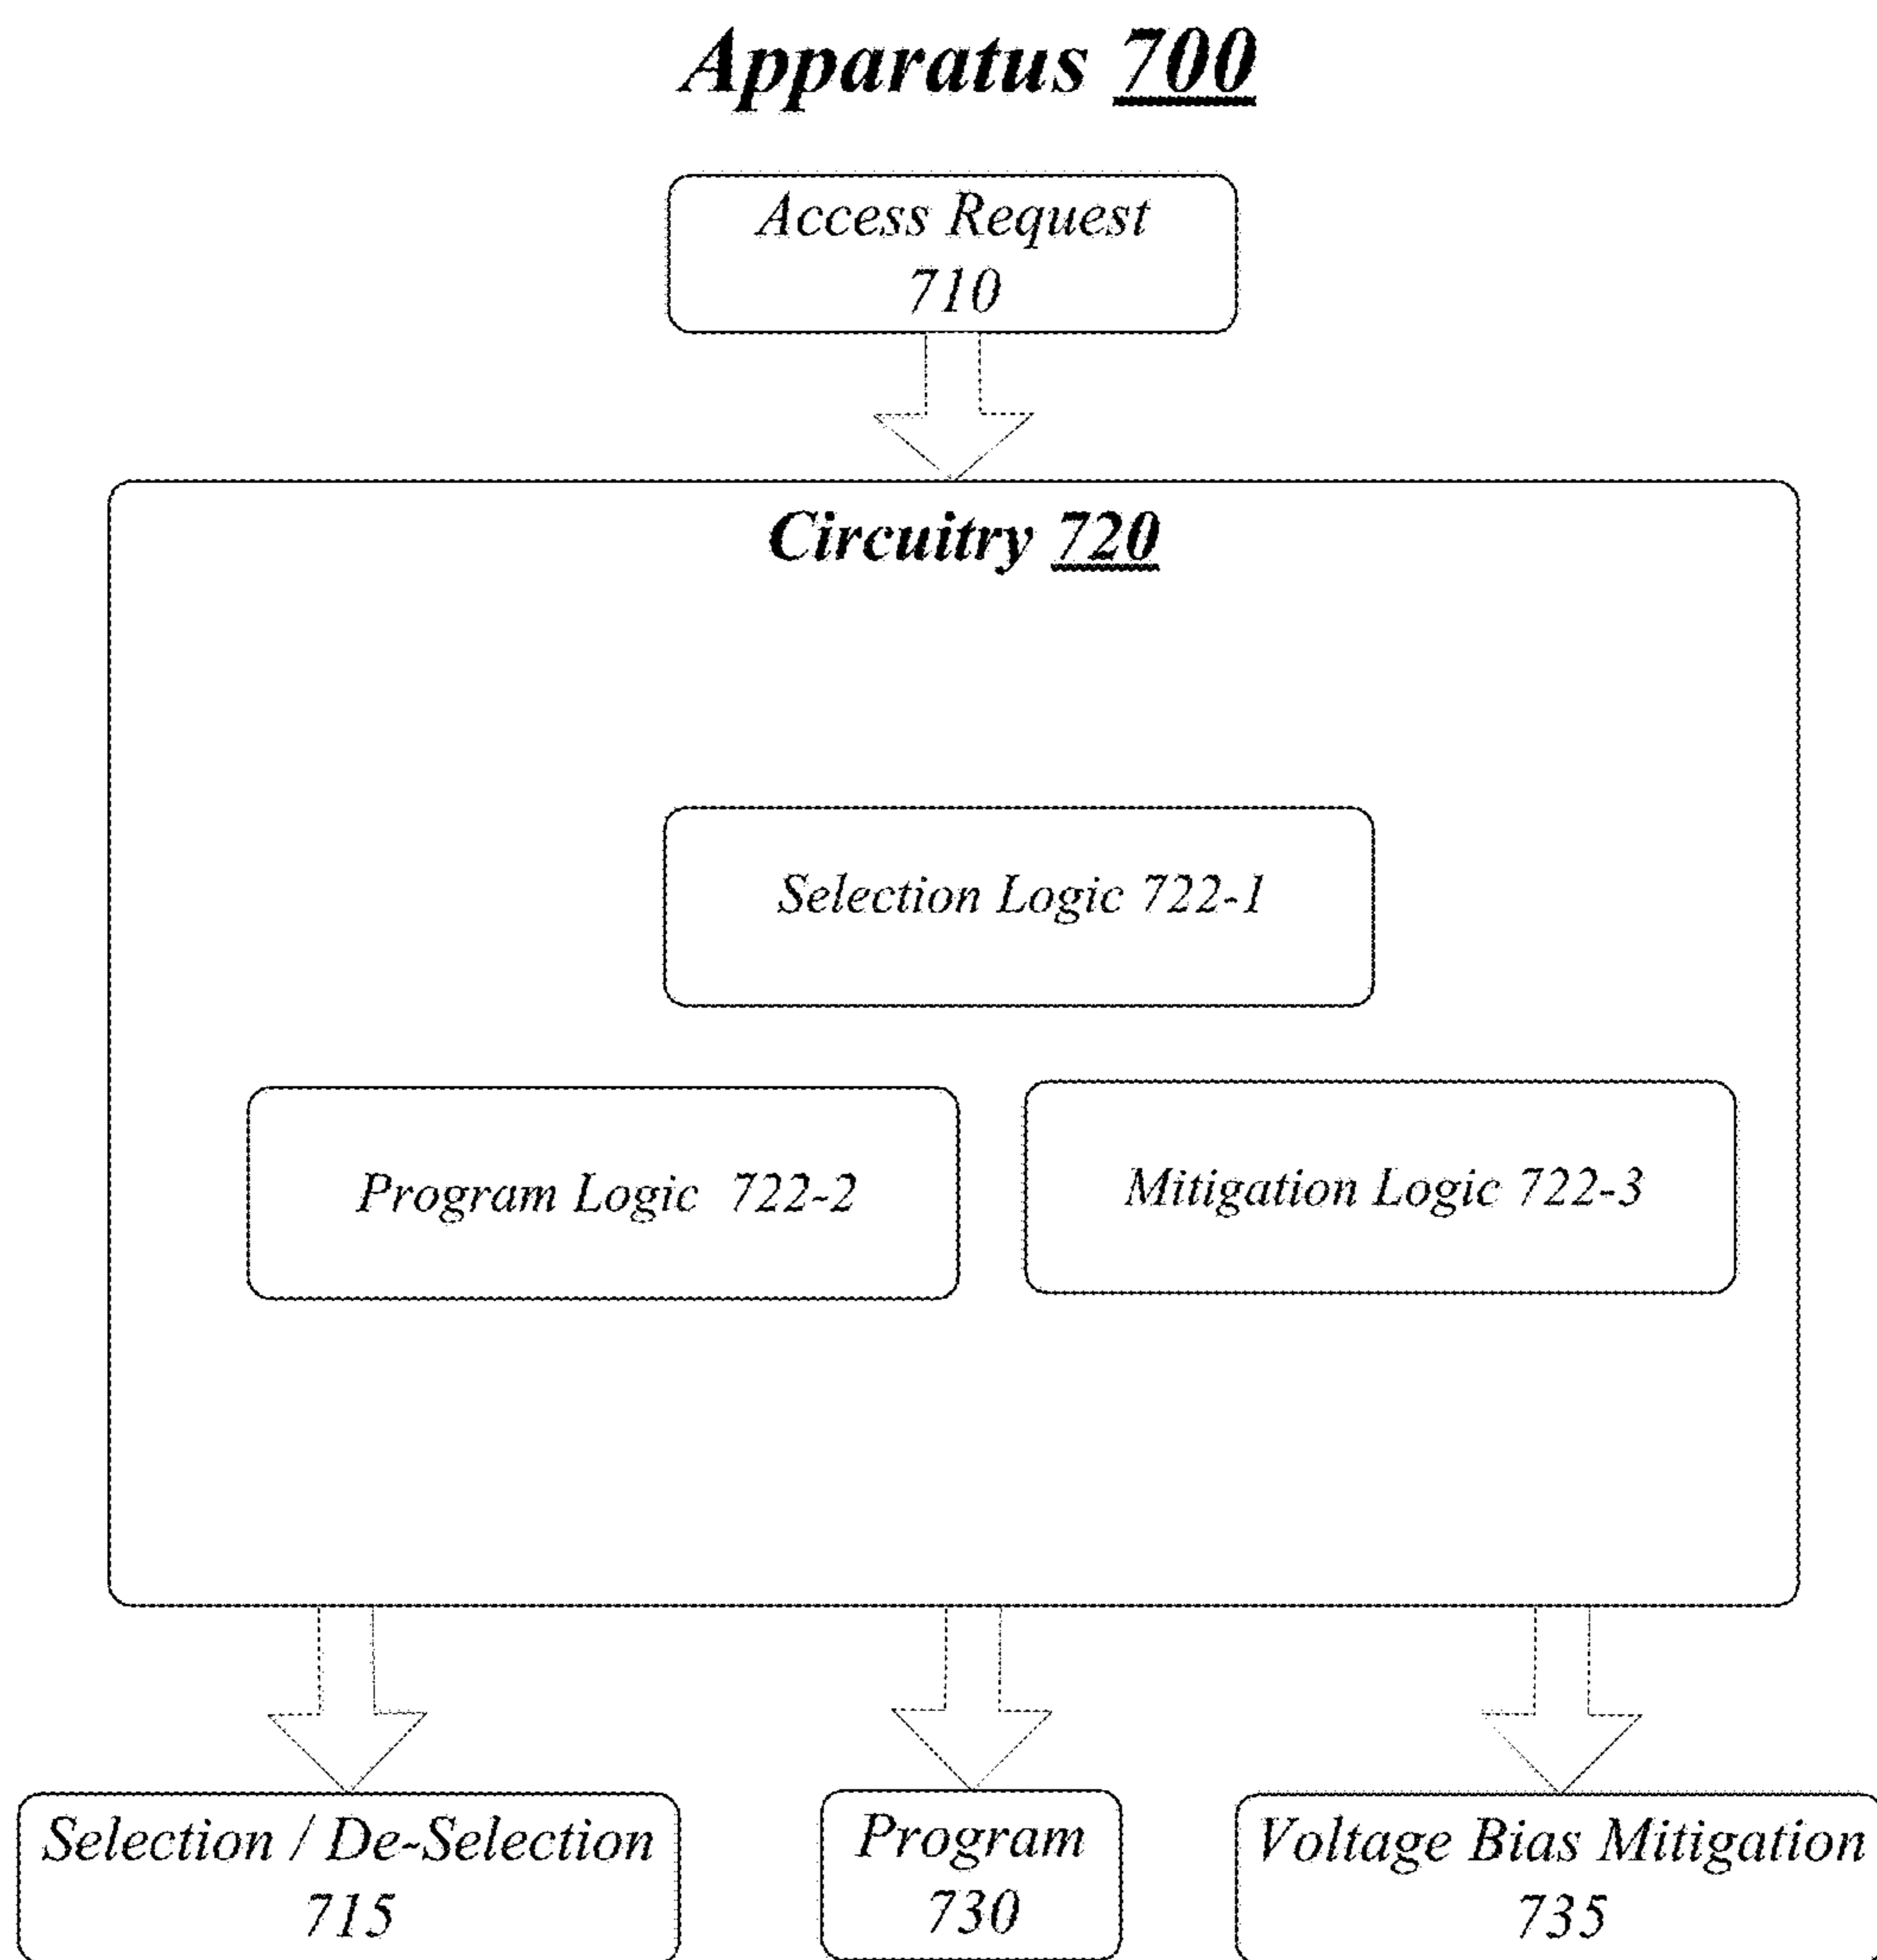 Apparatus 700
Access Request
710
Circuitry 720
Selection Logic 722-1
Program Logic 722-2
Mitigation Logic 722-3
Selection / De-Selection
715
Program
730
Voltage Bias Mitigation
735